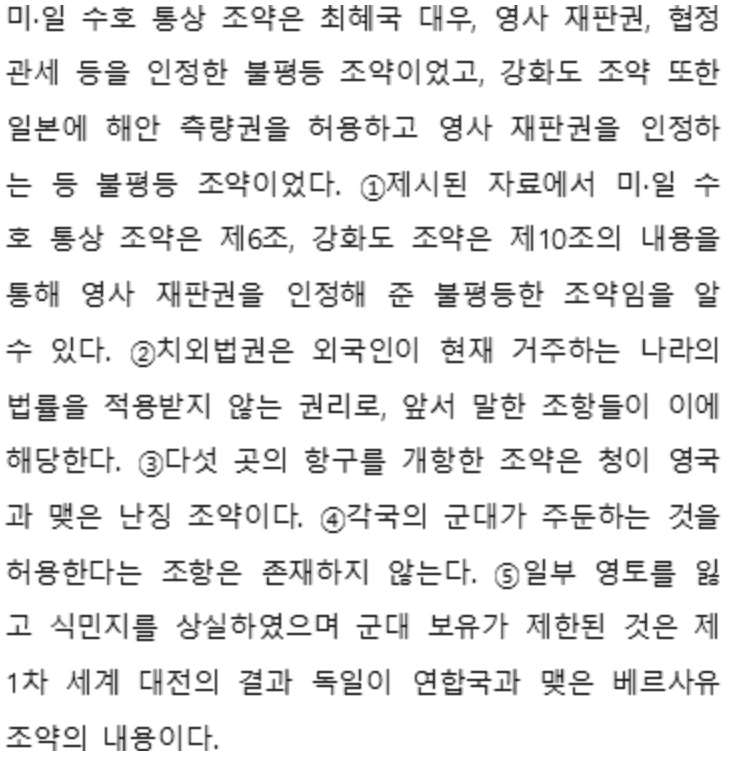 미·일 수호 통상 조약은 최혜국 대우, 영사 재판권, 협정
관세 등을 인정한 불평등 조약이었고, 강화도 조약 또한
일본에 해안 측량권을 허용하고 영사 재판권을 인정하
는 등 불평등 조약이었다. ①제시된 자료에서 미·일 수
호 통상 조약은 제6조, 강화도 조약은 제10조의 내용을
통해 영사 재판권을 인정해 준 불평등한 조약임을 알
수 있다. ②치외법권은 외국인이 현재 거주하는 나라의
법률을 적용받지 않는 권리로, 앞서 말한 조항들이 이에
해당한다. ③다섯 곳의 항구를 개항한 조약은 청이 영국
과 맺은 난징 조약이다. ④각국의 군대가 주둔하는 것을
허용한다는 조항은 존재하지 않는다. ⑤일부 영토를 잃
고 식민지를 상실하였으며 군대 보유가 제한된 것은 제
1차 세계 대전의 결과 독일이 연합국과 맺은 베르사유
조약의 내용이다.